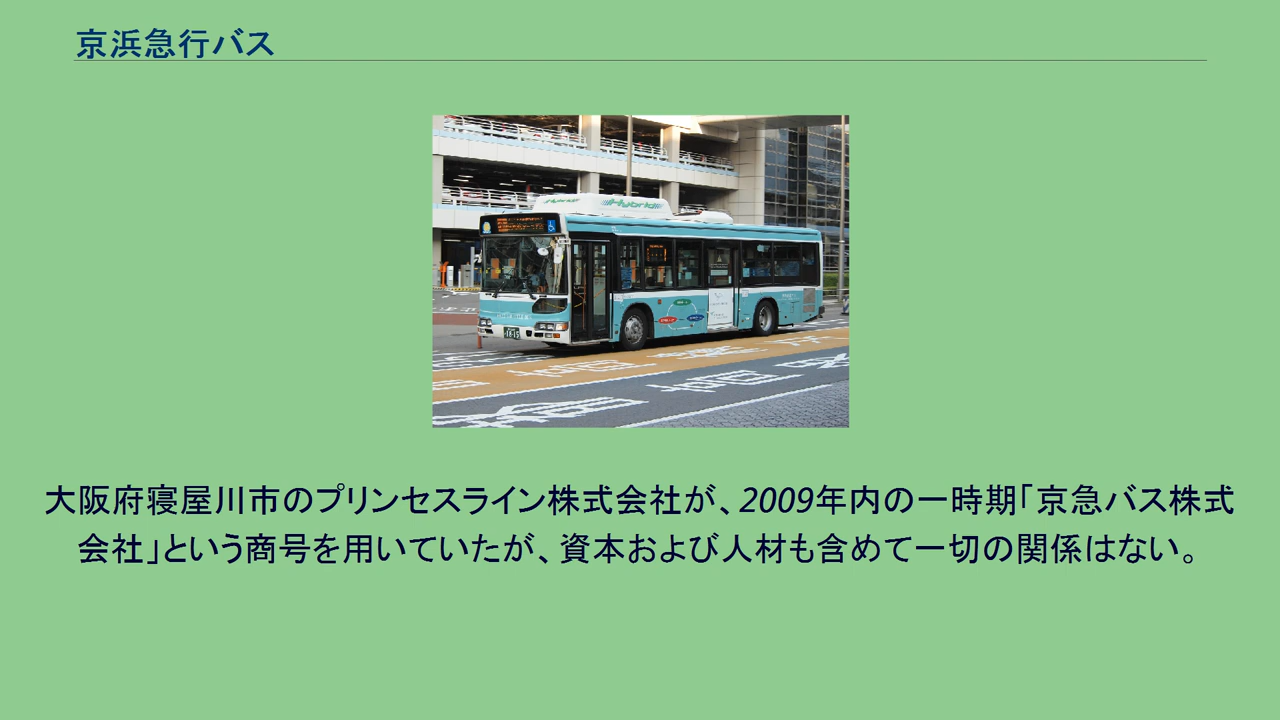 京浜急行バス
Hybrid
大阪府寝屋川市のプリンセスライン株式会社が、2009年内の一時期「京急バス株式
会社」という商号を用いていたが、資本および人材も含めて一切の関係はない。